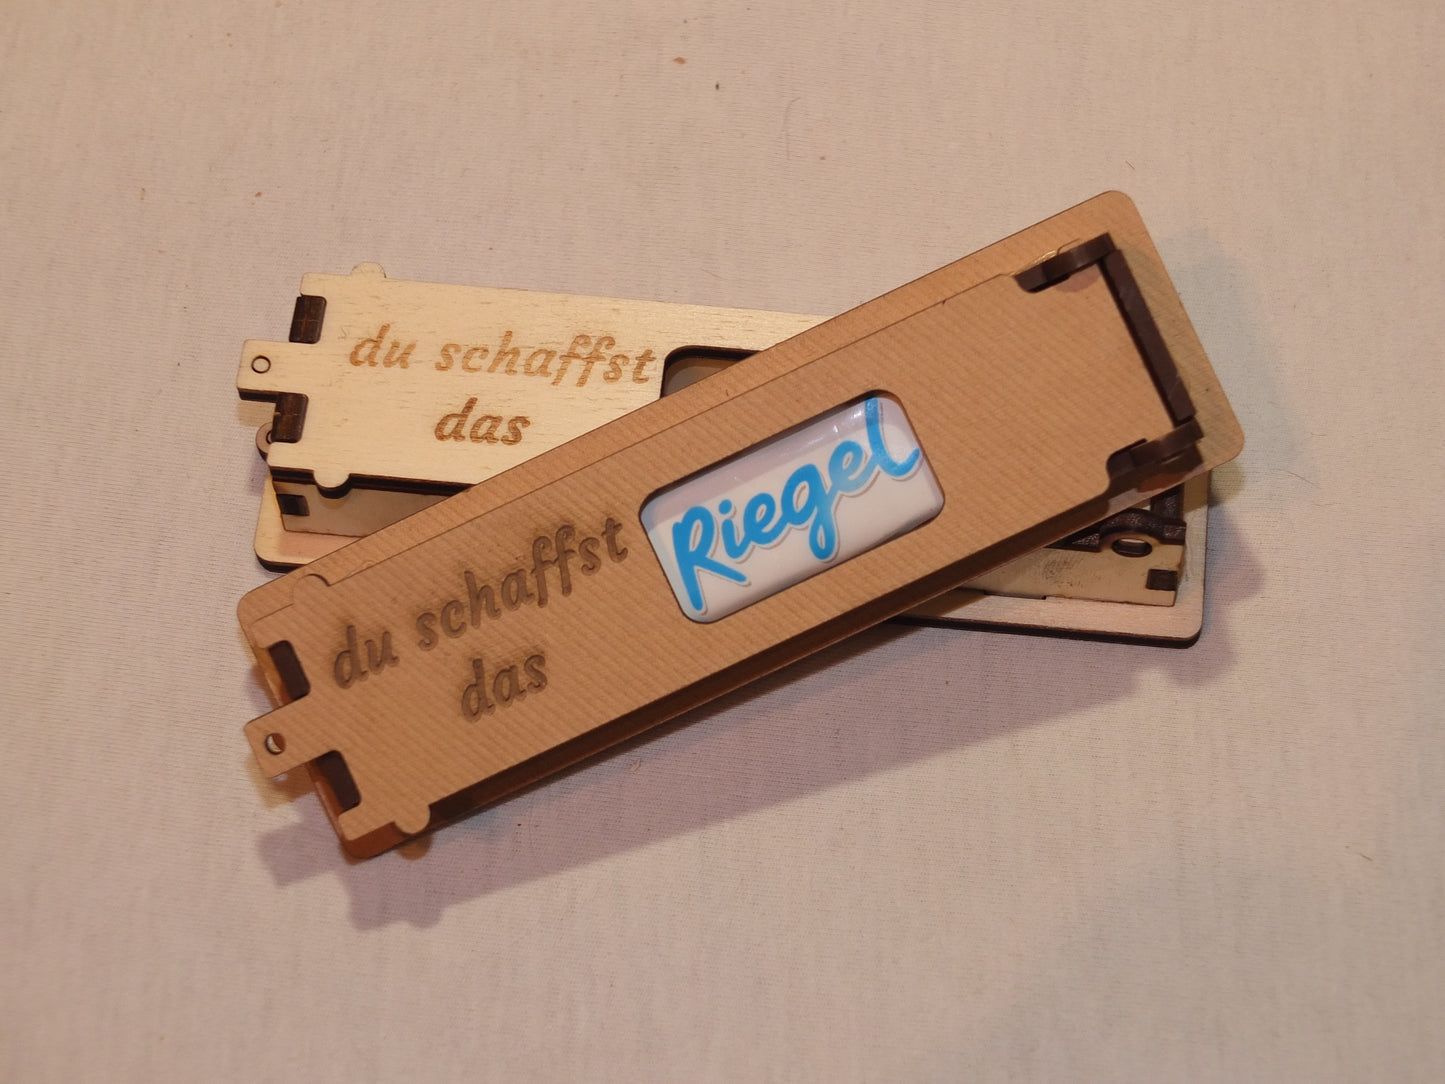 du schaffst
das
du schaffst
das
Riegel